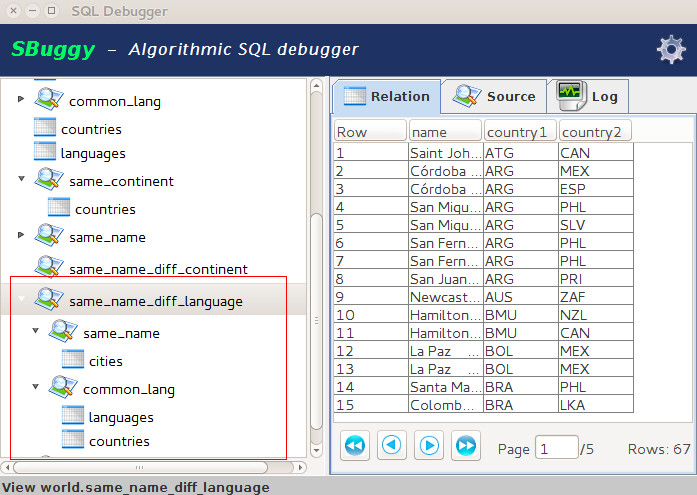 SQL Debugger
SBuggy – Algorithmic SQL debugger
common_lang
countries
languages
same_continent
countries
same_name
same_name_diff_continent
same_name_diff_language
same_name
cities
common_lang
languages
countries
Relation Source Log
Row name country1 country2
1 Saint Joh... ATG CAN
2 Córdoba ... ARG MEX
3 Córdoba ... ARG ESP
4 San Miqu... ARG PHL
5 San Miqu... ARG SLV
6 San Fern... ARG PHL
7 San Fern... ARG PHL
8 San Juan... ARG PRI
9 Newcast... AUS ZAF
10 Hamilton... BMU NZL
11 Hamilton... BMU CAN
12 La Paz ... BOL MEX
13 La Paz ... BOL MEX
14 Santa Ma... BRA PHL
15 Colomb... BRA LKA
Page 1 /5 Rows: 67
View world.same_name_diff_language